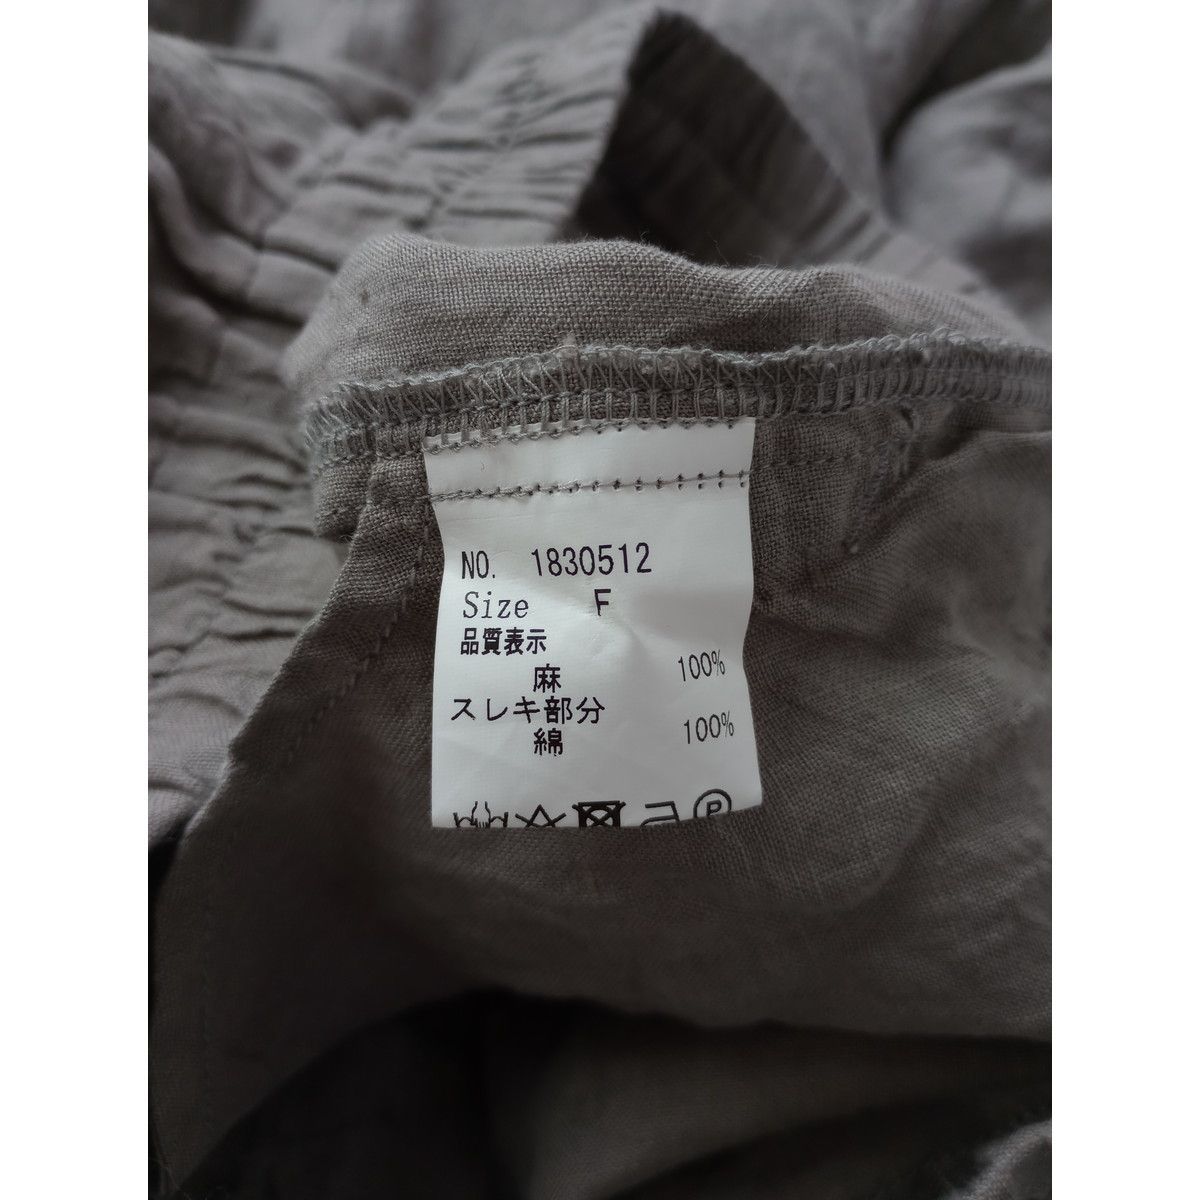 NO. 1830512
Size F
品質表示
麻 100%
スレキ部分
綿 100%